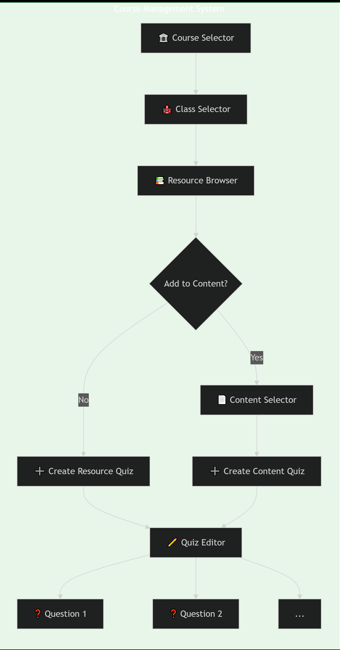 Course Management System
🏛 Course Selector
🏫 Class Selector
📚 Resource Browser
Add to Content?
Yes
No
📄 Content Selector
➕ Create Resource Quiz
➕ Create Content Quiz
✏️ Quiz Editor
❓ Question 1
❓ Question 2
...